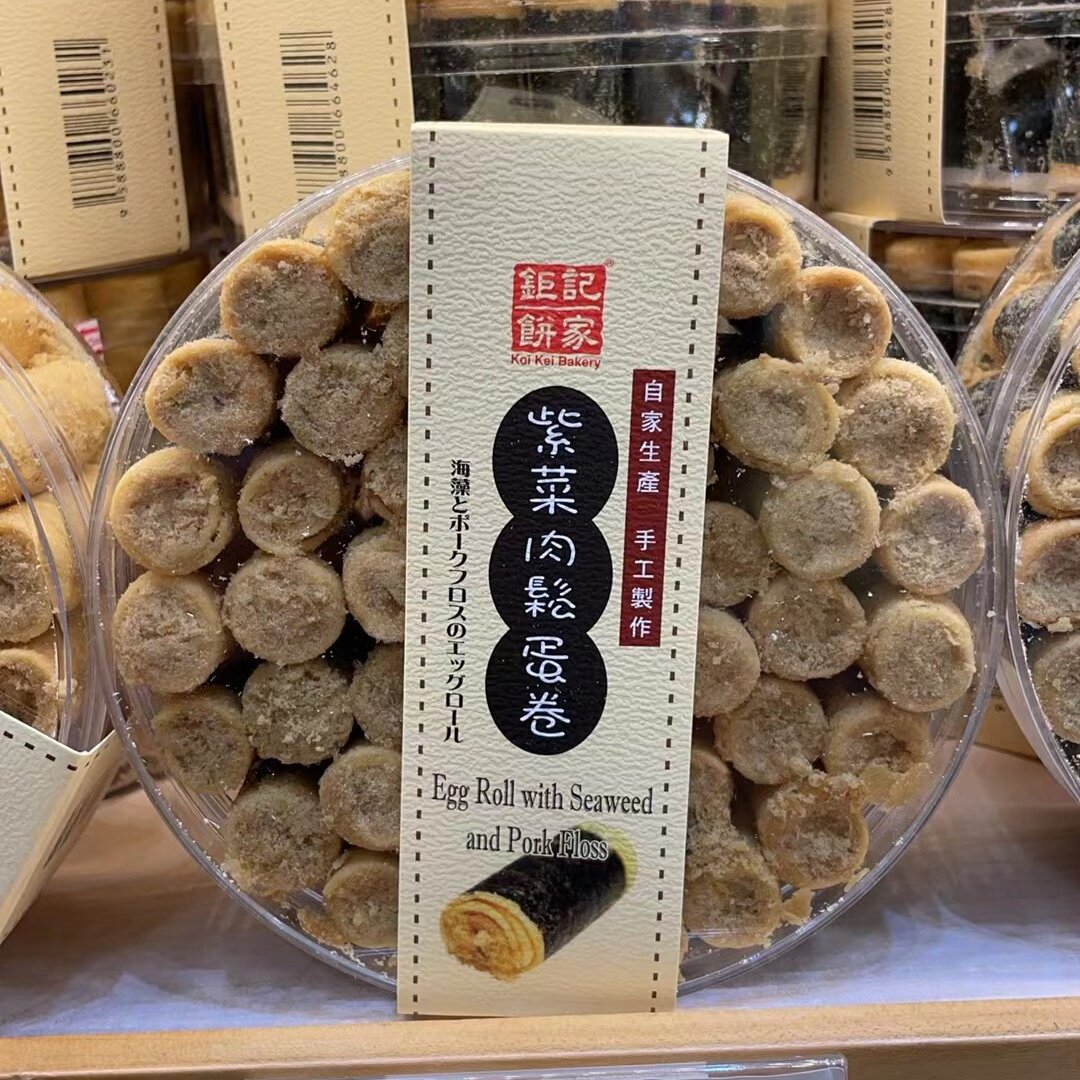 鉅記®
餅家
Koi Kei Bakery
紫菜肉鬆蛋卷
自家生產 手工製作
海藻とポークフロスのエッグロール
Egg Roll with Seaweed
and Pork Floss